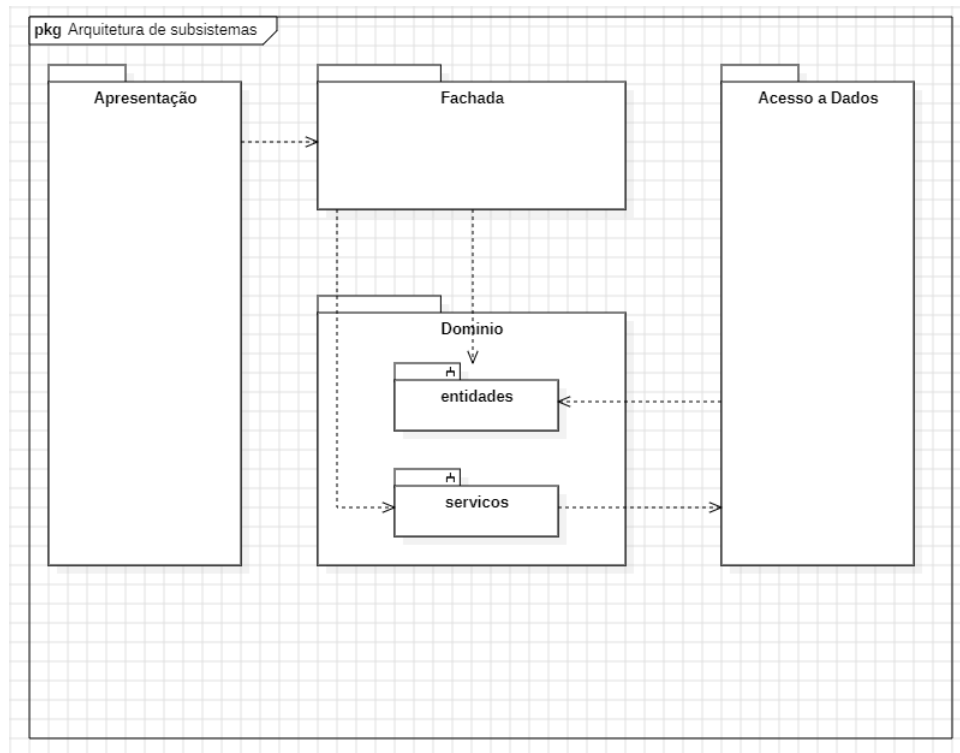 pkg Arquitetura de subsistemas
Apresentação
Fachada
Acesso a Dados
Dominio
entidades
servicos